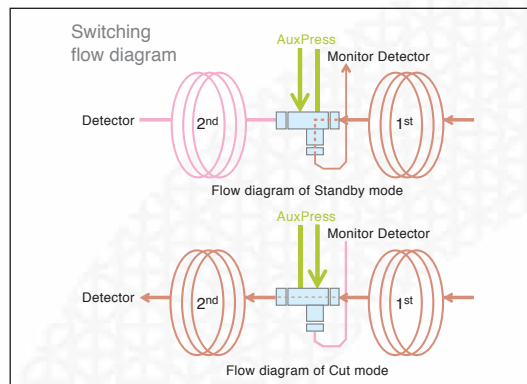 Switching
flow diagram
AuxPress
Monitor Detector
Detector
2nd
1st
Flow diagram of Standby mode
AuxPress
Monitor Detector
Detector
2nd
1st
Flow diagram of Cut mode